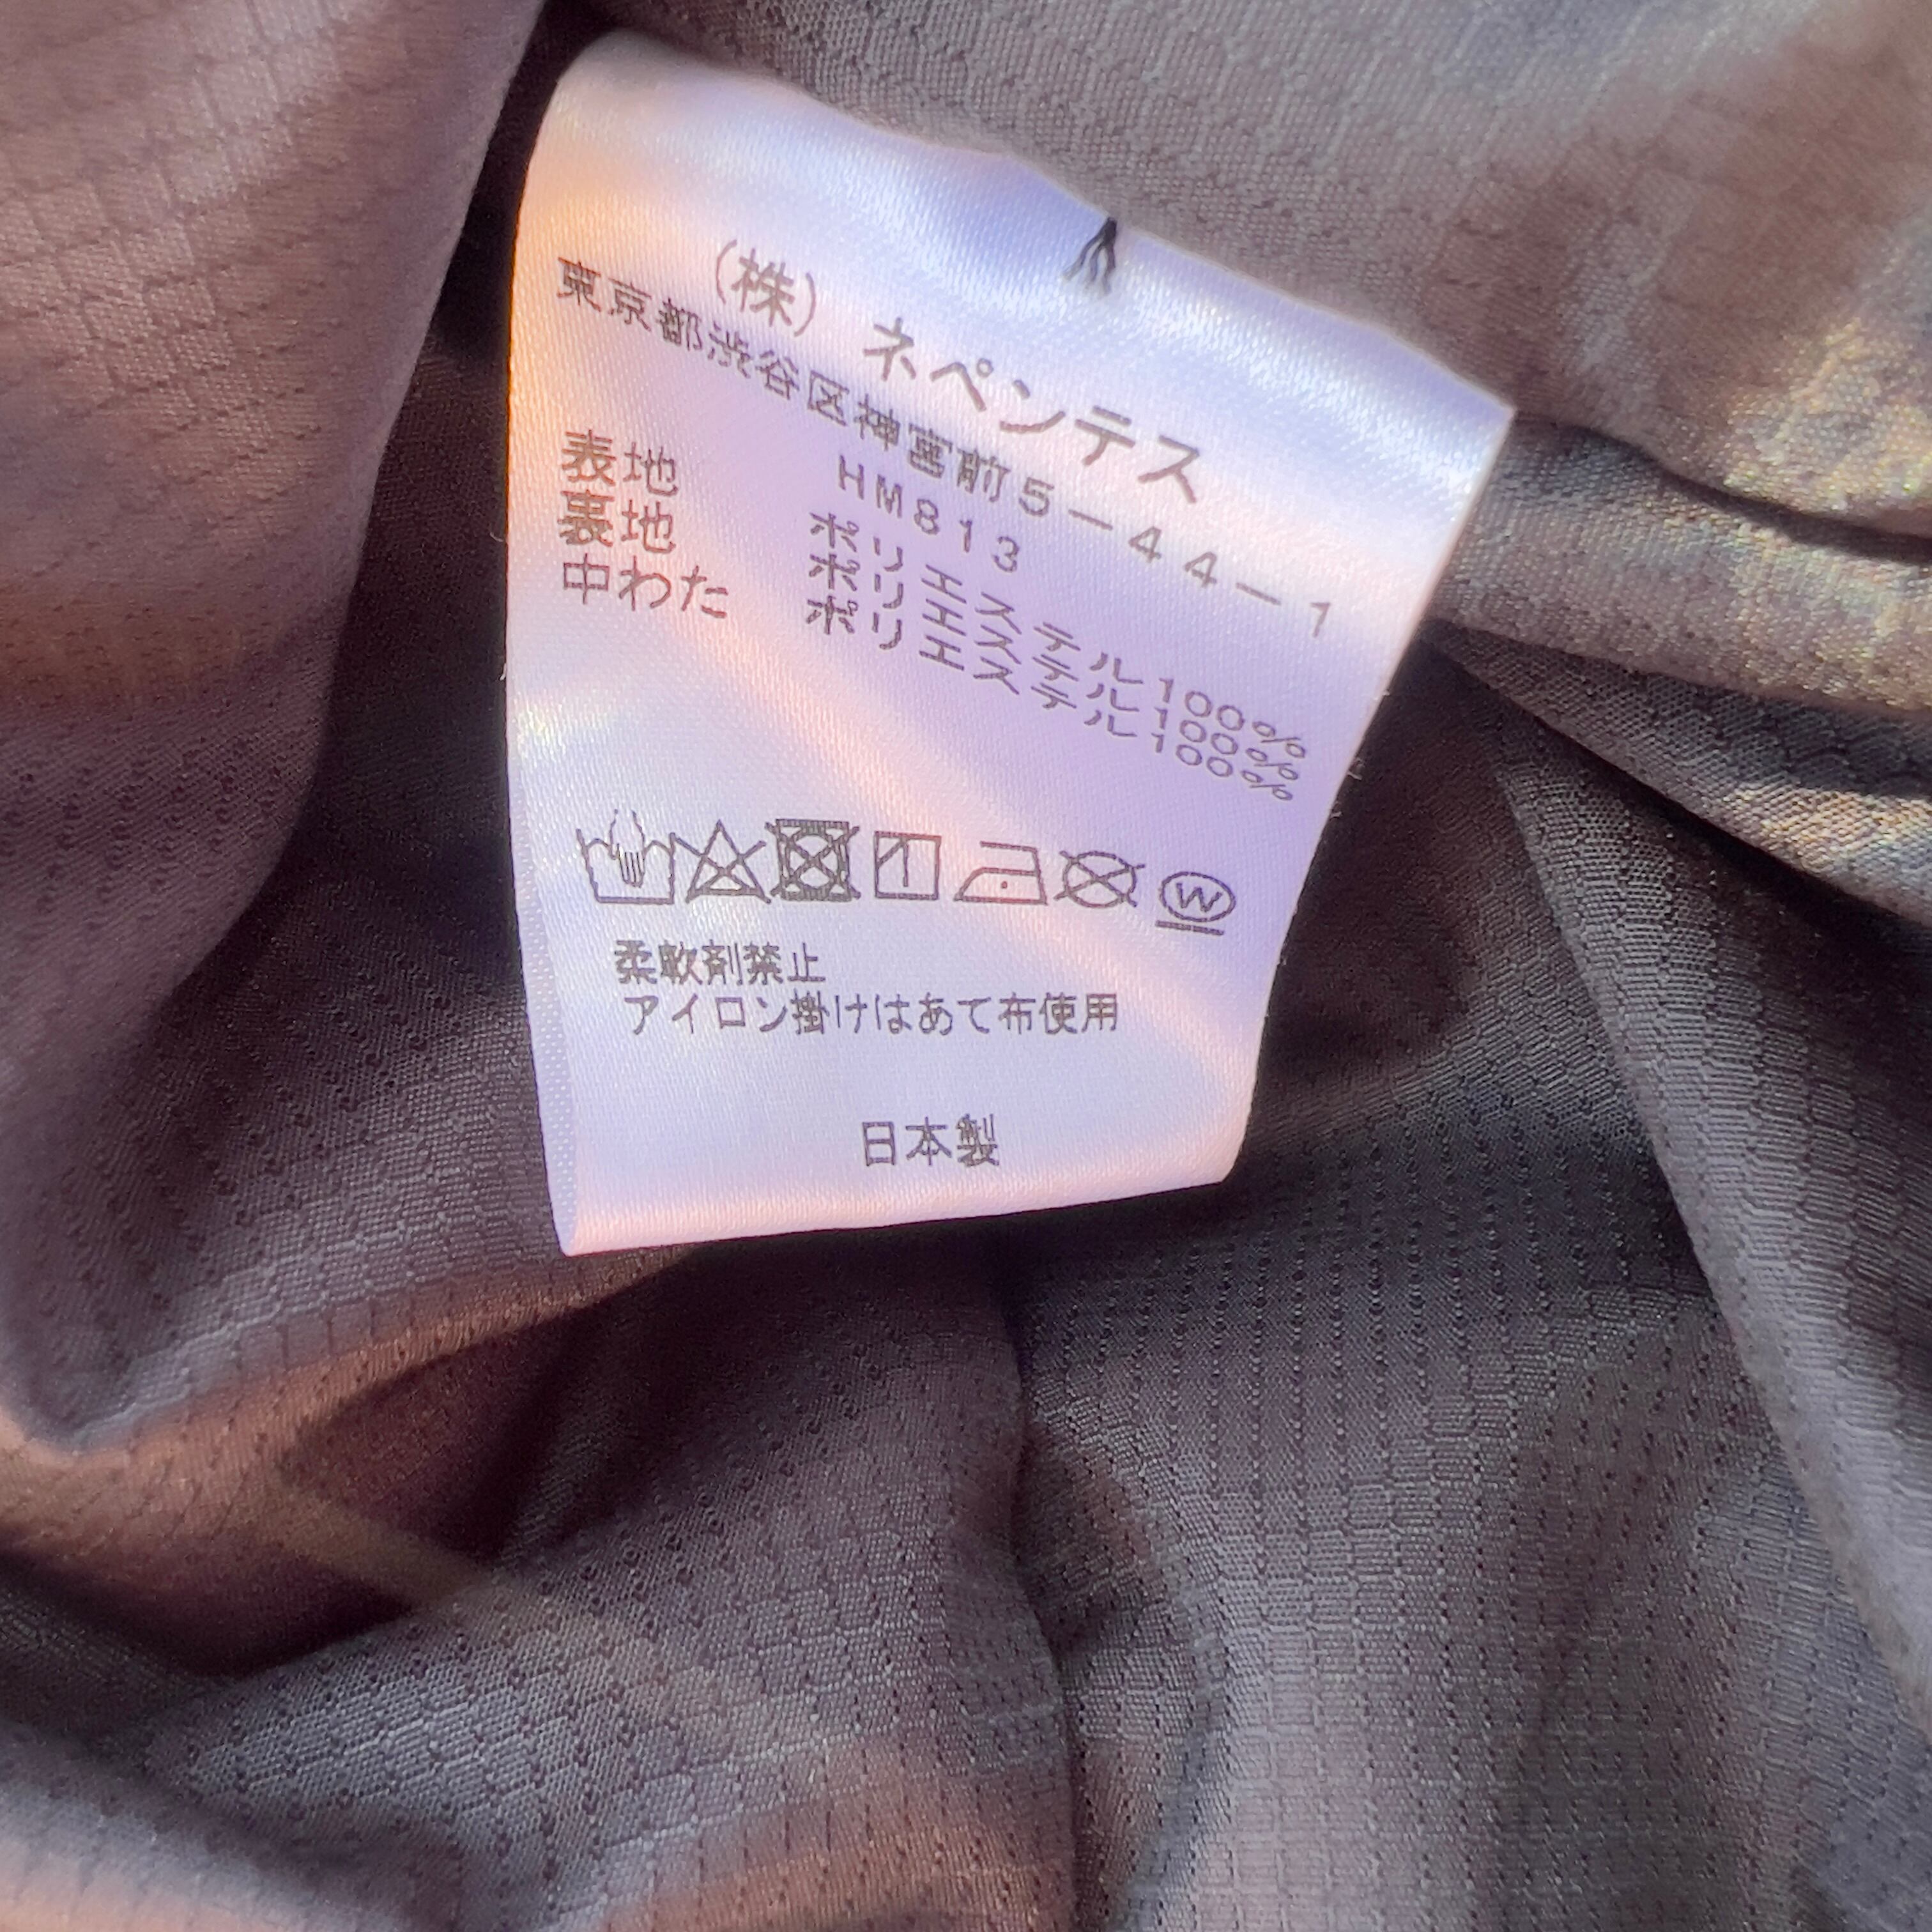 (株) ネペンテス
東京都渋谷区神宮前5-44-1
HM813
表地 ポリエステル100%
裏地 ポリエステル100%
中わた ポリエステル100%
W
柔軟剤禁止
アイロン掛けはあて布使用
日本製